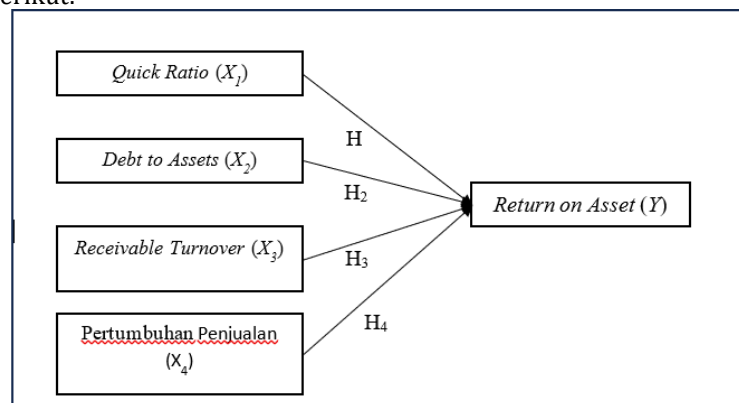 Quick Ratio (X₁)
H
Debt to Assets (X₂)
H₂
Return on Asset (Y)
Receivable Turnover (X₃)
H₃
H₄
Pertumbuhan Penjualan
(X₄)